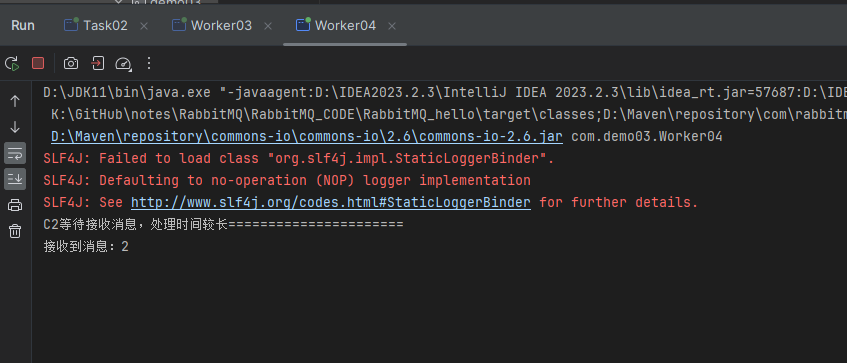 demo03
Run Task02 Worker03 Worker04
D:\JDK11\bin\java.exe "-javaagent:D:\IDEA2023.2.3\IntelliJ IDEA 2023.2.3\lib\idea_rt.jar=57687:D:\IDE
K:\GitHub\notes\RabbitMQ\RabbitMQ_CODE\RabbitMQ_hello\target\classes;D:\Maven\repository\com\rabbitm
D:\Maven\repository\commons-io\commons-io\2.6\commons-io-2.6.jar com.demo03.Worker04
SLF4J: Failed to load class "org.slf4j.impl.StaticLoggerBinder".
SLF4J: Defaulting to no-operation (NOP) logger implementation
SLF4J: See http://www.slf4j.org/codes.html#StaticLoggerBinder for further details.
C2等待接收消息，处理时间较长======================
接收到消息：2